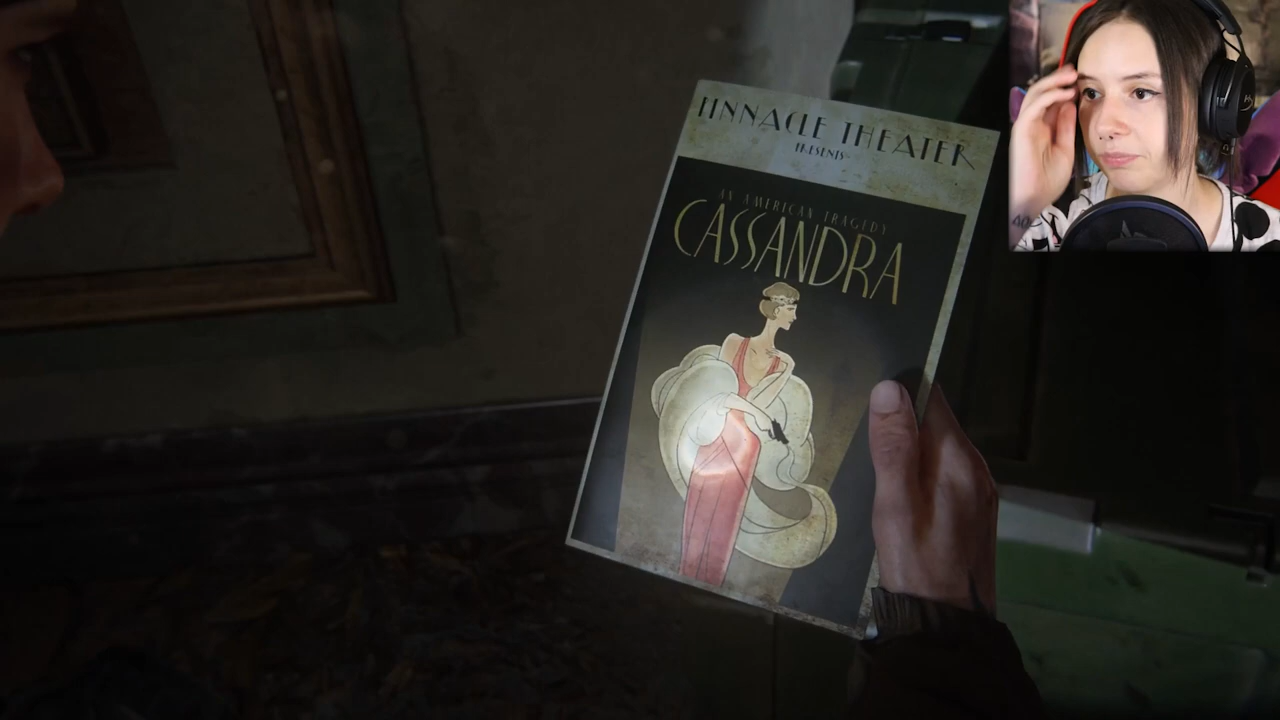 PINNACLE THEATER
PRESENTS
AN AMERICAN TRAGEDY
CASSANDRA